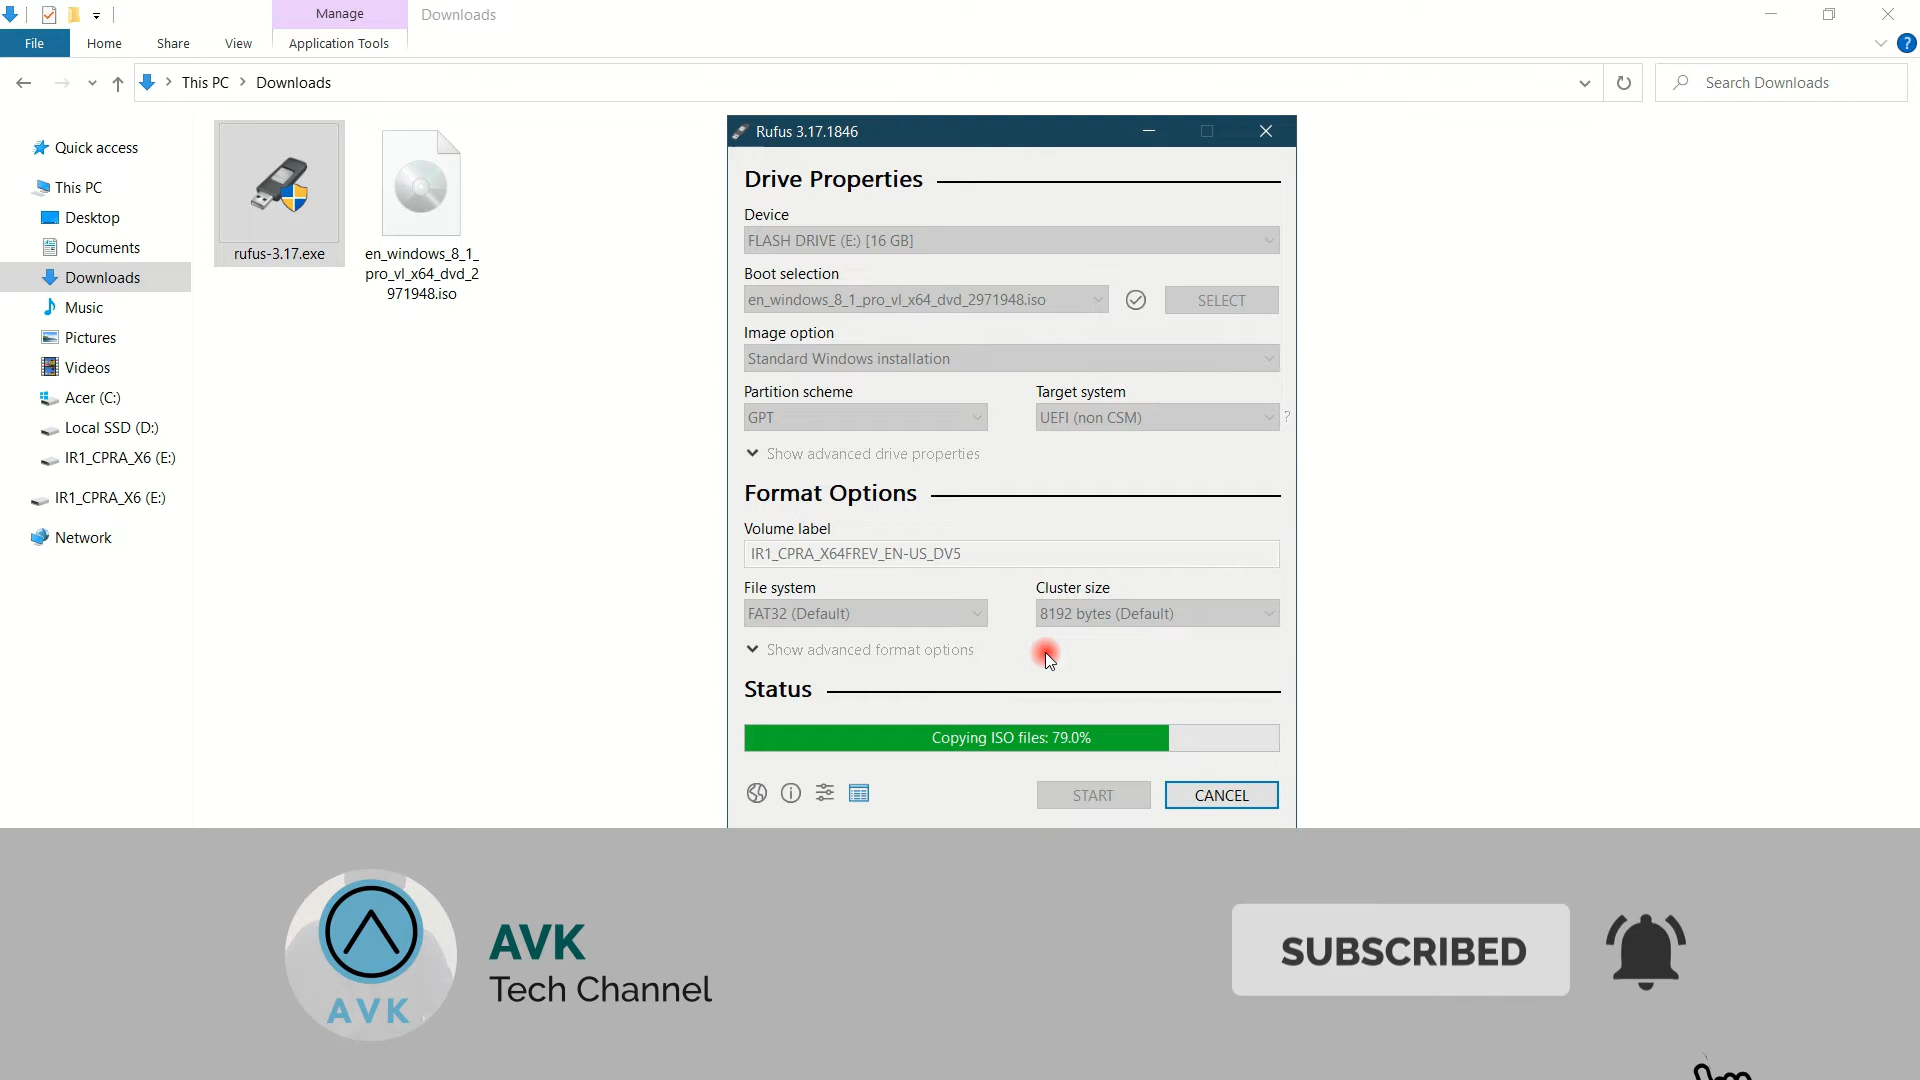 Manage
Downloads
File
Home
Share
View
Application Tools
?
This PC > Downloads
Search Downloads
Quick access
This PC
Desktop
Documents
Downloads
Music
Pictures
Videos
Acer (C:)
Local SSD (D:)
IR1_CPRA_X6 (E:)
IR1_CPRA_X6 (E:)
Network
rufus-3.17.exe
en_windows_8_1_
pro_vl_x64_dvd_2
971948.iso
Rufus 3.17.1846
Drive Properties
Device
FLASH DRIVE (E:) [16 GB]
Boot selection
en_windows_8_1_pro_vl_x64_dvd_2971948.iso
SELECT
Image option
Standard Windows installation
Partition scheme
Target system
GPT
UEFI (non CSM)
?
Show advanced drive properties
Format Options
Volume label
IR1_CPRA_X64FREV_EN-US_DV5
File system
Cluster size
FAT32 (Default)
8192 bytes (Default)
Show advanced format options
Status
Copying ISO files: 79.0%
START
CANCEL
AVK
AVK
Tech Channel
SUBSCRIBED